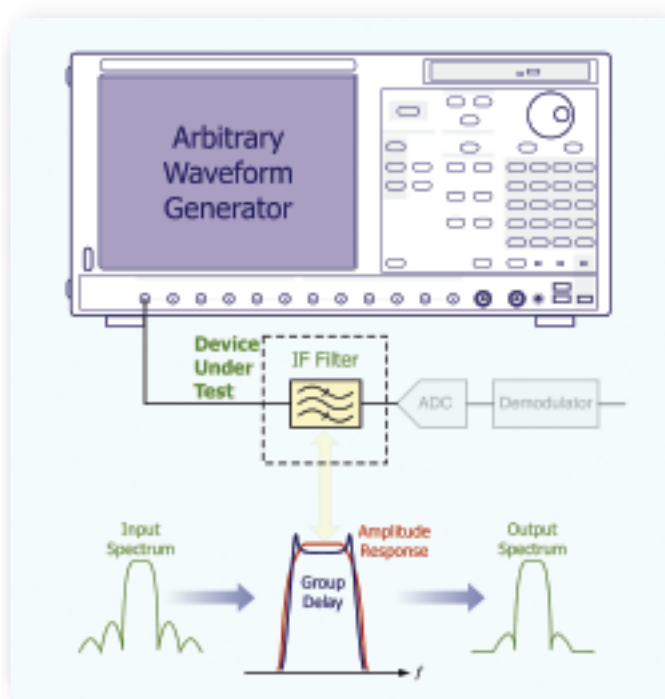 Arbitrary
Waveform
Generator
Device
Under
Test
IF Filter
ADC
Demodulator
Input
Spectrum
Amplitude
Response
Group
Delay
Output
Spectrum
f